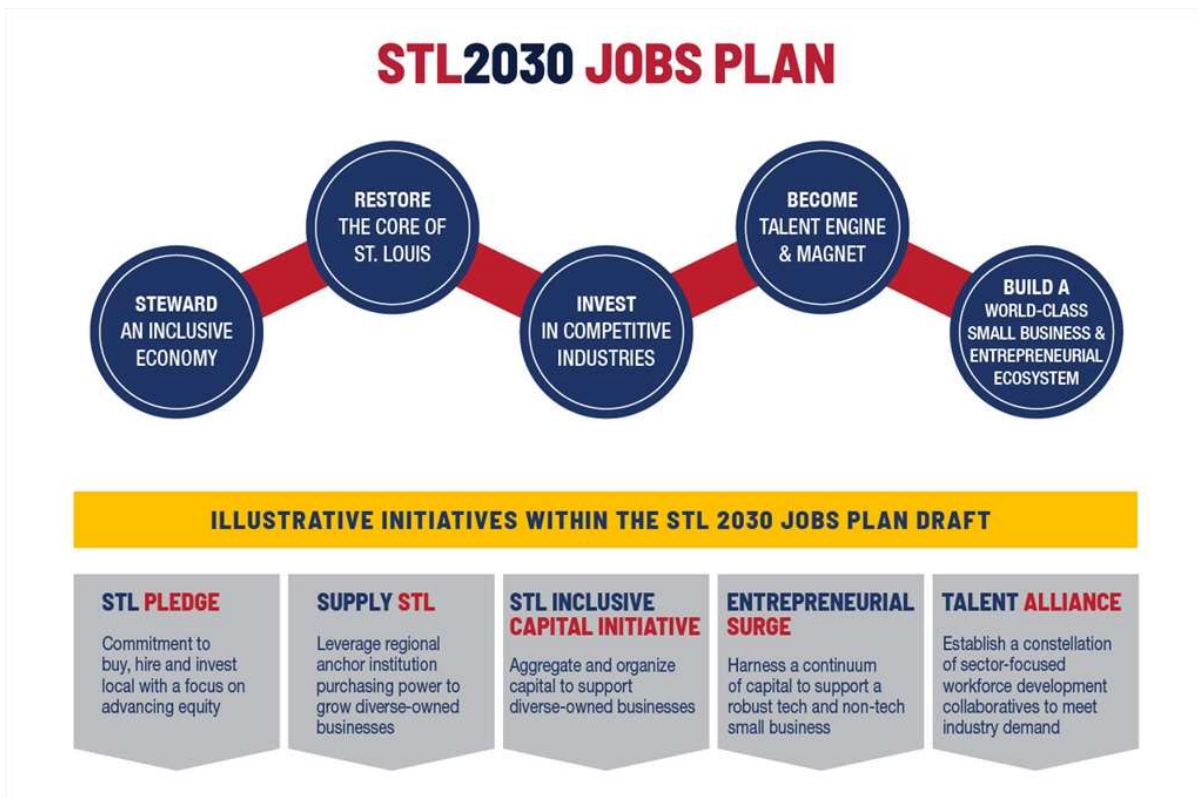 STL2030 JOBS PLAN
STEWARD
AN INCLUSIVE
ECONOMY
RESTORE
THE CORE OF
ST. LOUIS
INVEST
IN COMPETITIVE
INDUSTRIES
BECOME
TALENT ENGINE
& MAGNET
BUILD A
WORLD-CLASS
SMALL BUSINESS &
ENTREPRENEURIAL
ECOSYSTEM
ILLUSTRATIVE INITIATIVES WITHIN THE STL 2030 JOBS PLAN DRAFT
STL PLEDGE
Commitment to
buy, hire and invest
local with a focus on
advancing equity
SUPPLY STL
Leverage regional
anchor institution
purchasing power to
grow diverse-owned
businesses
STL INCLUSIVE
CAPITAL INITIATIVE
Aggregate and organize
capital to support
diverse-owned businesses
ENTREPRENEURIAL
SURGE
Harness a continuum
of capital to support a
robust tech and non-tech
small business
TALENT ALLIANCE
Establish a constellation
of sector-focused
workforce development
collaboratives to meet
industry demand